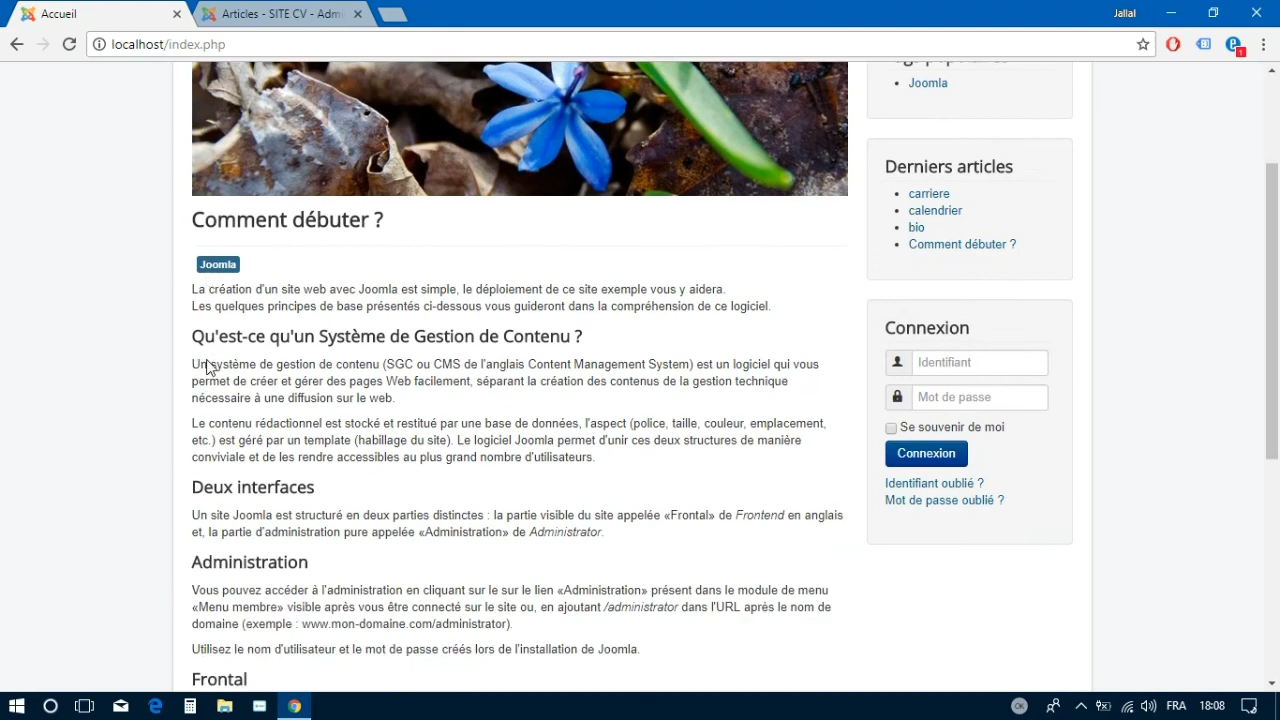 Accueil
Articles - SITE CV - Admi
Jallal
localhost/index.php
1
Joomla
Derniers articles
carriere
calendrier
bio
Comment débuter ?
Comment débuter ?
Joomla
La création d'un site web avec Joomla est simple, le déploiement de ce site exemple vous y aidera.
Les quelques principes de base présentés ci-dessous vous guideront dans la compréhension de ce logiciel.
Qu'est-ce qu'un Système de Gestion de Contenu ?
Un système de gestion de contenu (SGC ou CMS de l'anglais Content Management System) est un logiciel qui vous
permet de créer et gérer des pages Web facilement, séparant la création des contenus de la gestion technique
nécessaire à une diffusion sur le web.
Le contenu rédactionnel est stocké et restitué par une base de données, l'aspect (police, taille, couleur, emplacement,
etc.) est géré par un template (habillage du site). Le logiciel Joomla permet d'unir ces deux structures de manière
conviviale et de les rendre accessibles au plus grand nombre d'utilisateurs.
Deux interfaces
Un site Joomla est structuré en deux parties distinctes : la partie visible du site appelée «Frontal» de Frontend en anglais
et, la partie d'administration pure appelée «Administration» de Administrator.
Administration
Vous pouvez accéder à l'administration en cliquant sur le sur le lien «Administration» présent dans le module de menu
«Menu membre» visible après vous être connecté sur le site ou, en ajoutant /administrator dans l'URL après le nom de
domaine (exemple : www.mon-domaine.com/administrator).
Utilisez le nom d'utilisateur et le mot de passe créés lors de l'installation de Joomla.
Frontal
Connexion
Identifiant
Mot de passe
Se souvenir de moi
Connexion
Identifiant oublié ?
Mot de passe oublié ?
OK
FRA
18:08